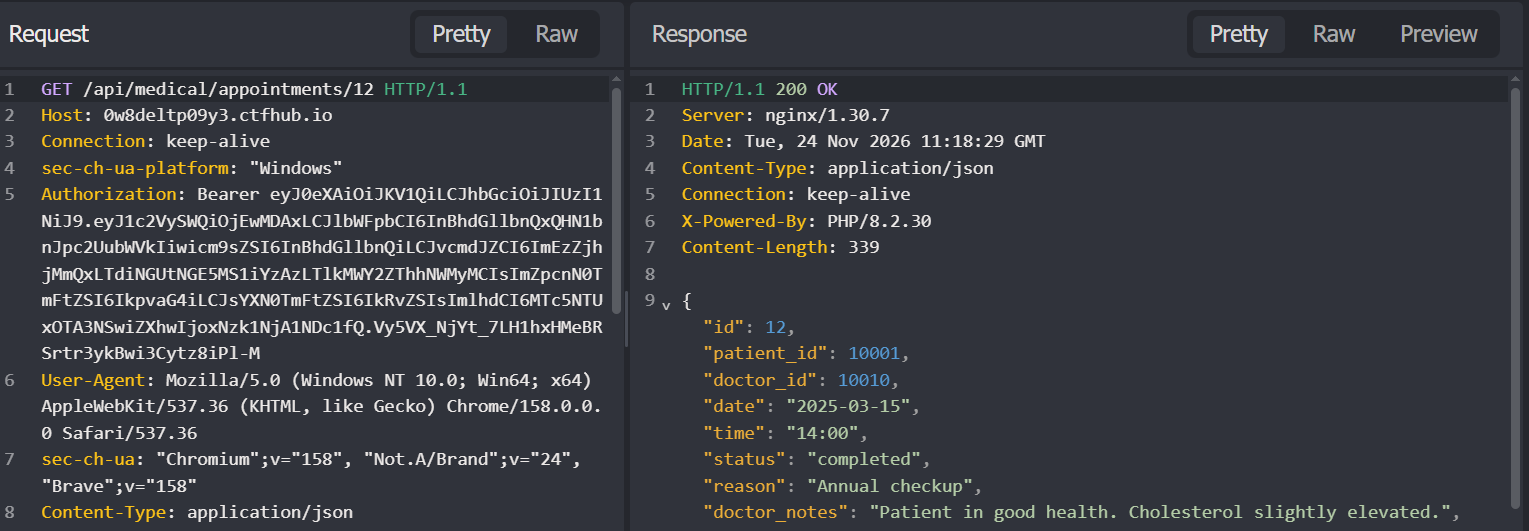 Request
Pretty
Raw
1 GET /api/medical/appointments/12 HTTP/1.1
2 Host: 0w8deltp09y3.ctfhub.io
3 Connection: keep-alive
4 sec-ch-ua-platform: "Windows"
5 Authorization: Bearer eyJ0eXAiOiJKV1QiLCJhbGciOiJIUzI1
NiJ9.eyJ1c2VySWQiOjEwMDAxLCJlbWFpbCI6InBhdGllbnQxQHN1b
nJpc2UubWVkIiwicm9sZSI6InBhdGllbnQiLCJvcmdJZCI6ImEzZjh
jMmQxLTdiNGUtNGE5MS1iYzAzLTlkMWY2ZThhNWMyMCIsImZpcnN0T
mFtZSI6IkpvaG4iLCJsYXN0TmFtZSI6IkRvZSIsImlhdCI6MTc5NTU
xOTA3NSwiZXhwIjoxNzk1NjA1NDc1fQ.Vy5VX_NjYt_7LH1hxHMeBR
Srtr3ykBwi3Cytz8iPl-M
6 User-Agent: Mozilla/5.0 (Windows NT 10.0; Win64; x64)
AppleWebKit/537.36 (KHTML, like Gecko) Chrome/158.0.0.
0 Safari/537.36
7 sec-ch-ua: "Chromium";v="158", "Not.A/Brand";v="24",
"Brave";v="158"
8 Content-Type: application/json
Response
Pretty
Raw
Preview
1 HTTP/1.1 200 OK
2 Server: nginx/1.30.7
3 Date: Tue, 24 Nov 2026 11:18:29 GMT
4 Content-Type: application/json
5 Connection: keep-alive
6 X-Powered-By: PHP/8.2.30
7 Content-Length: 339
8
9 {
"id": 12,
"patient_id": 10001,
"doctor_id": 10010,
"date": "2025-03-15",
"time": "14:00",
"status": "completed",
"reason": "Annual checkup",
"doctor_notes": "Patient in good health. Cholesterol slightly elevated.",